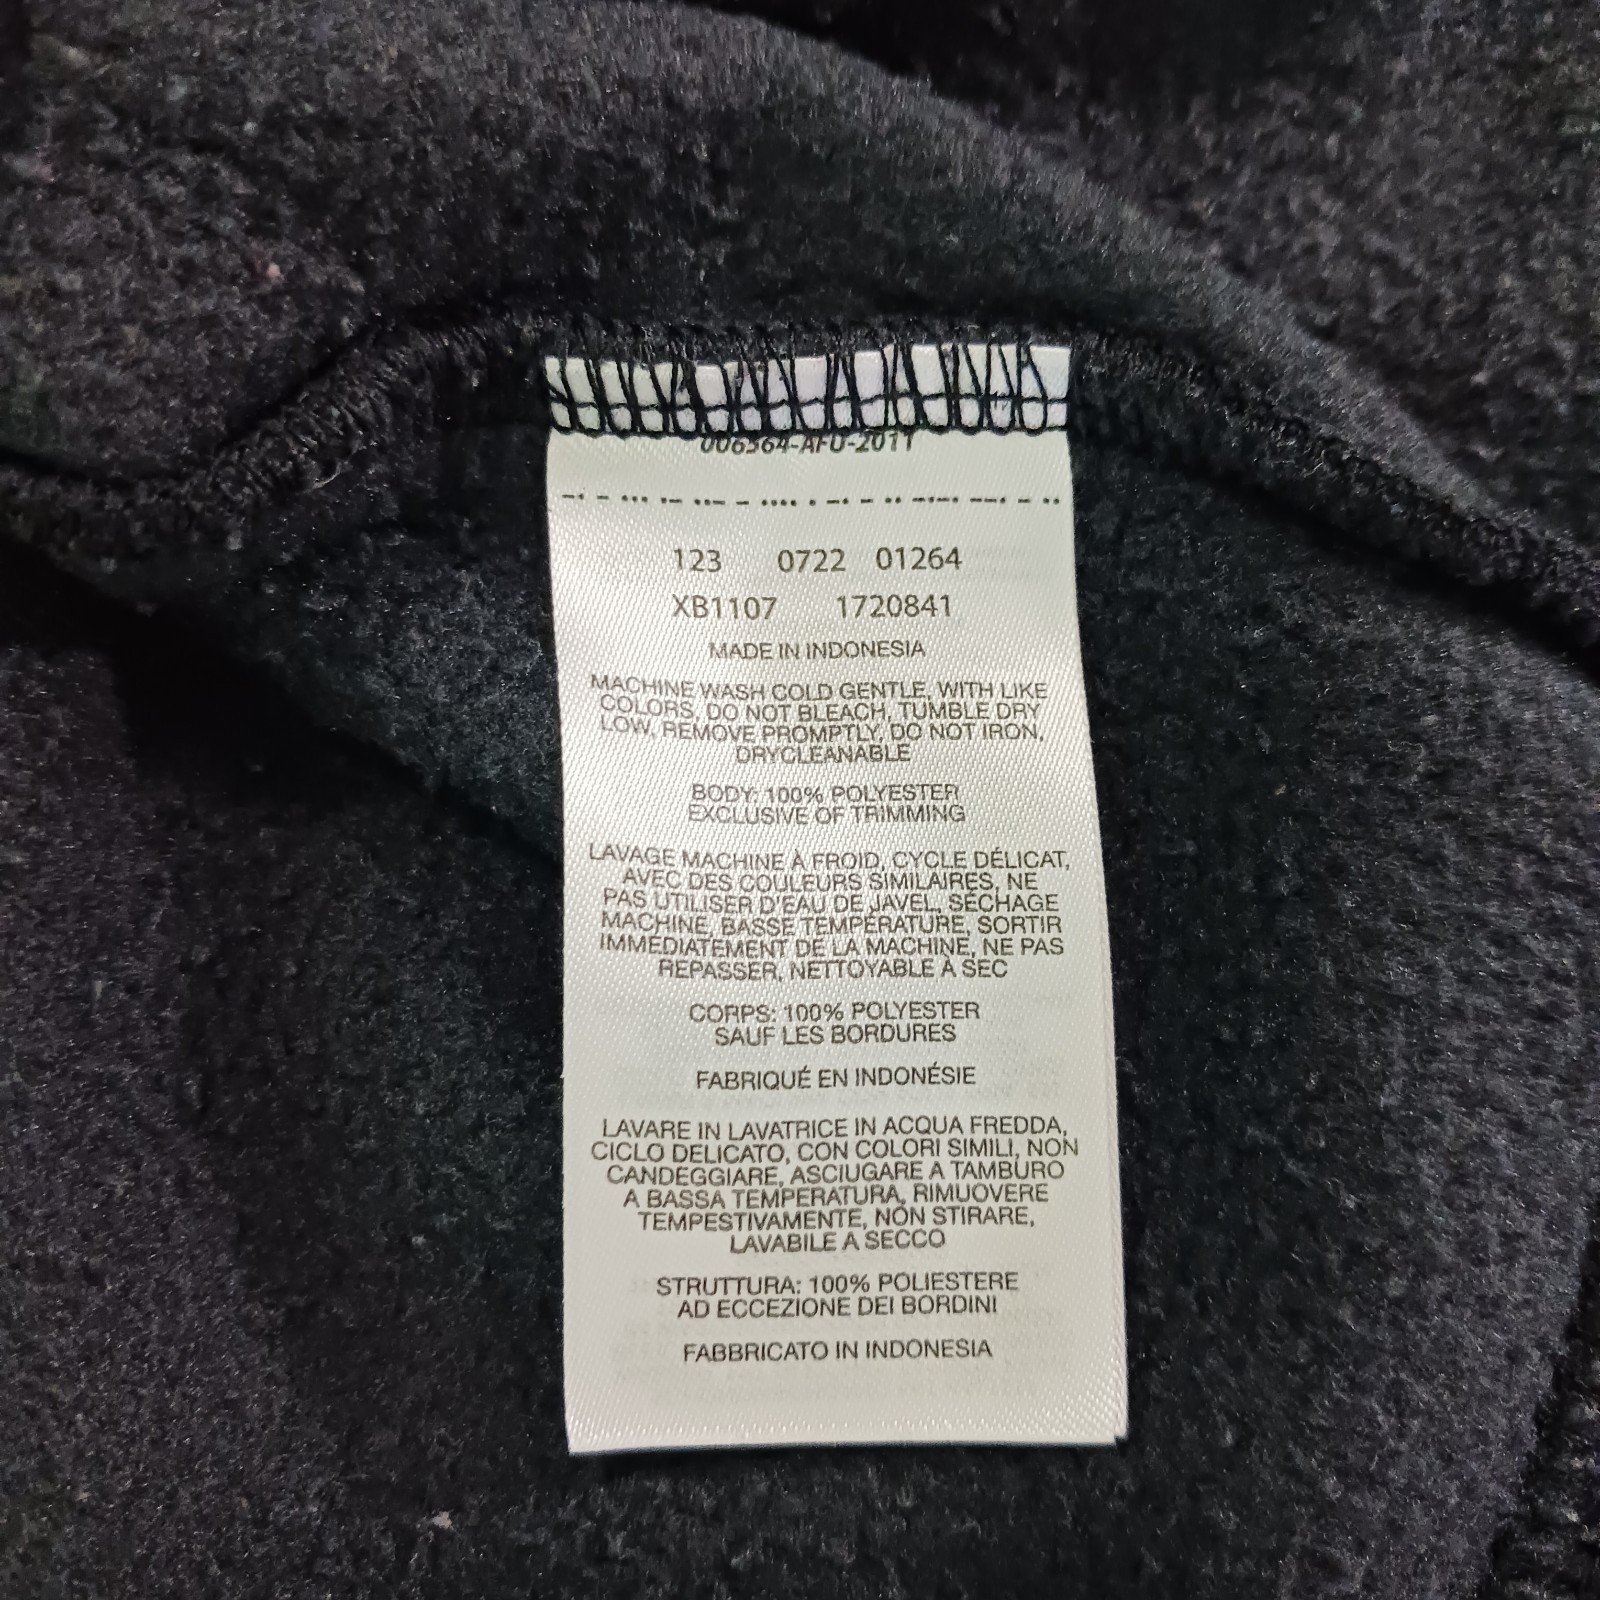 006564-AFU-2011
123 0722 01264
XB1107 1720841
MADE IN INDONESIA
MACHINE WASH COLD GENTLE, WITH LIKE
COLORS, DO NOT BLEACH, TUMBLE DRY
LOW, REMOVE PROMPTLY, DO NOT IRON,
DRYCLEANABLE
BODY: 100% POLYESTER
EXCLUSIVE OF TRIMMING
LAVAGE MACHINE À FROID, CYCLE DÉLICAT,
AVEC DES COULEURS SIMILAIRES, NE
PAS UTILISER D'EAU DE JAVEL, SÉCHAGE
MACHINE, BASSE TEMPÉRATURE, SORTIR
IMMÉDIATEMENT DE LA MACHINE, NE PAS
REPASSER, NETTOYABLE À SEC
CORPS: 100% POLYESTER
SAUF LES BORDURES
FABRIQUÉ EN INDONÉSIE
LAVARE IN LAVATRICE IN ACQUA FREDDA,
CICLO DELICATO, CON COLORI SIMILI, NON
CANDEGGIARE, ASCIUGARE A TAMBURO
A BASSA TEMPERATURA, RIMUOVERE
TEMPESTIVAMENTE, NON STIRARE,
LAVABILE A SECCO
STRUTTURA: 100% POLIESTERE
AD ECCEZIONE DEI BORDINI
FABBRICATO IN INDONESIA